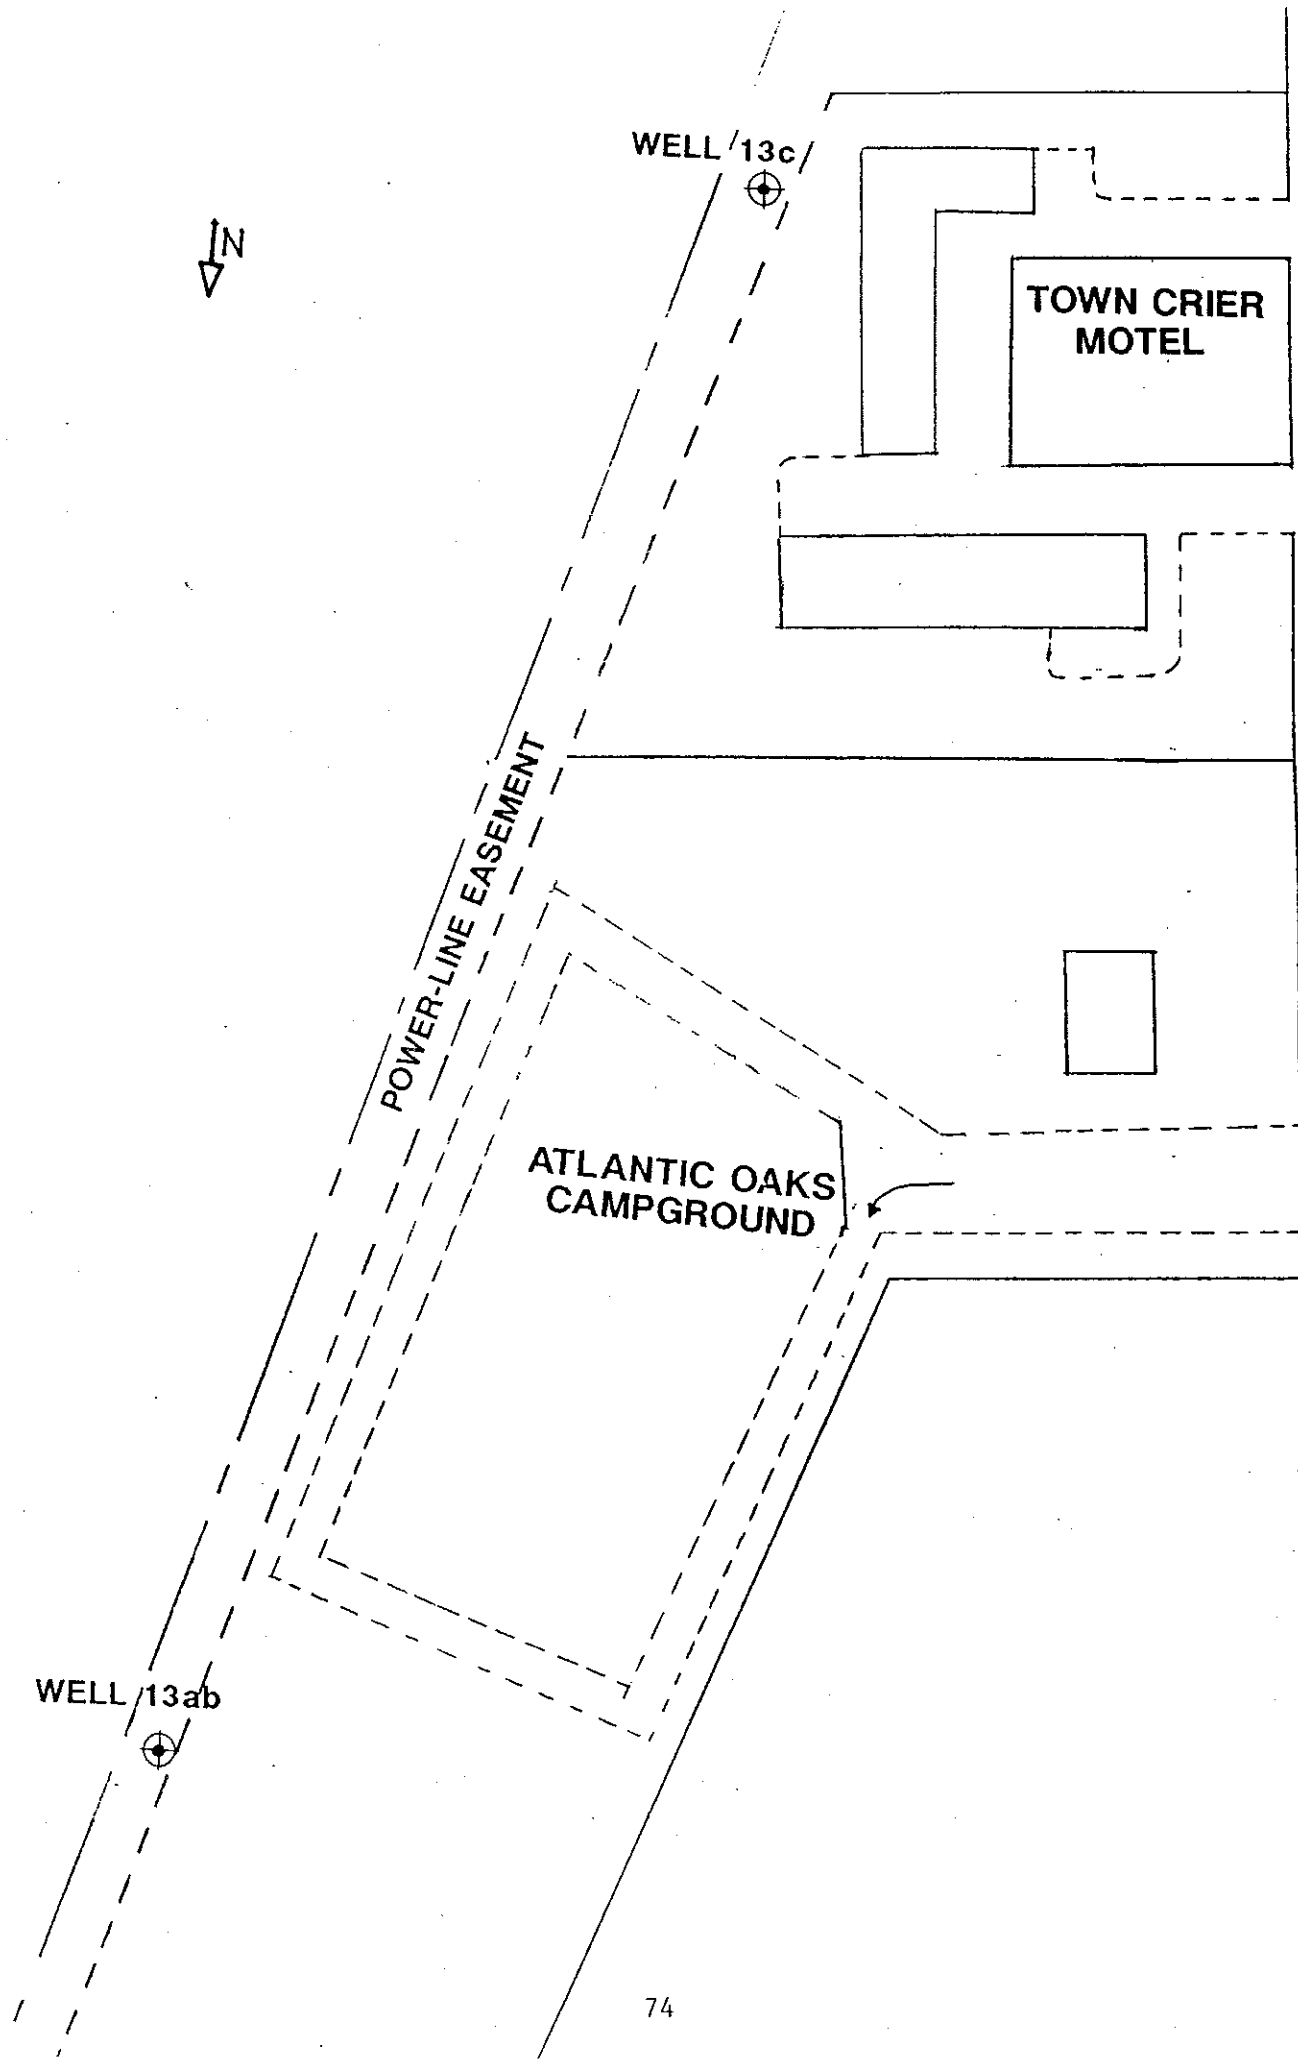 WELL 13c
N
TOWN CRIER
MOTEL
POWER-LINE EASEMENT
ATLANTIC OAKS
CAMPGROUND
WELL 13ab
74